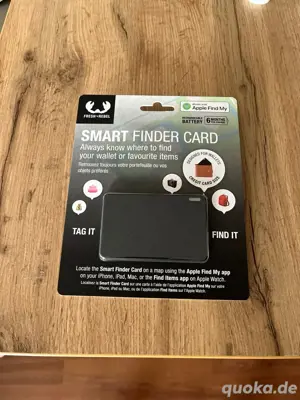 FRESH 'N REBEL
Works with
Apple Find My
RECHARGEABLE
BATTERY
6 MONTHS
SMART FINDER CARD
Always know where to find
your wallet or favourite items
Retrouvez toujours votre portefeuille ou vos
objets préférés
DESIGNED FOR WALLETS
CREDIT CARD SIZE
TAG IT
FIND IT
Locate the Smart Finder Card on a map using the Apple Find My app
on your iPhone, iPad, Mac, or the Find Items app on Apple Watch.
Localisez la Smart Finder Card sur une carte à l'aide de l'application Apple Find My sur votre
iPhone, iPad ou Mac, ou de l'application Find Items sur l'Apple Watch.
quoka.de